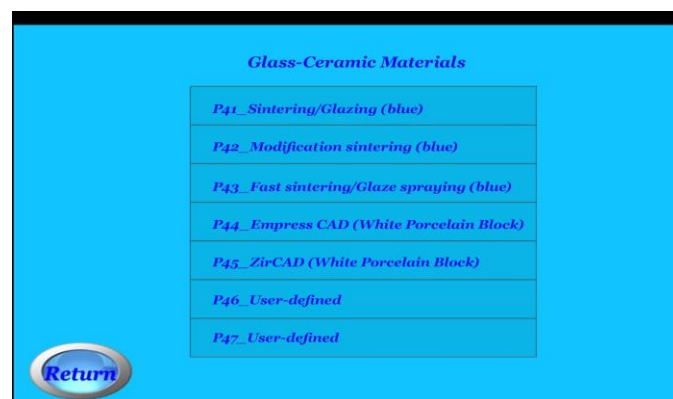 Glass-Ceramic Materials
P41_Sintering/Glazing (blue)
P42_Modification sintering (blue)
P43_Fast sintering/Glaze spraying (blue)
P44_Empress CAD (White Porcelain Block)
P45_ZirCAD (White Porcelain Block)
P46_User-defined
P47_User-defined
Return